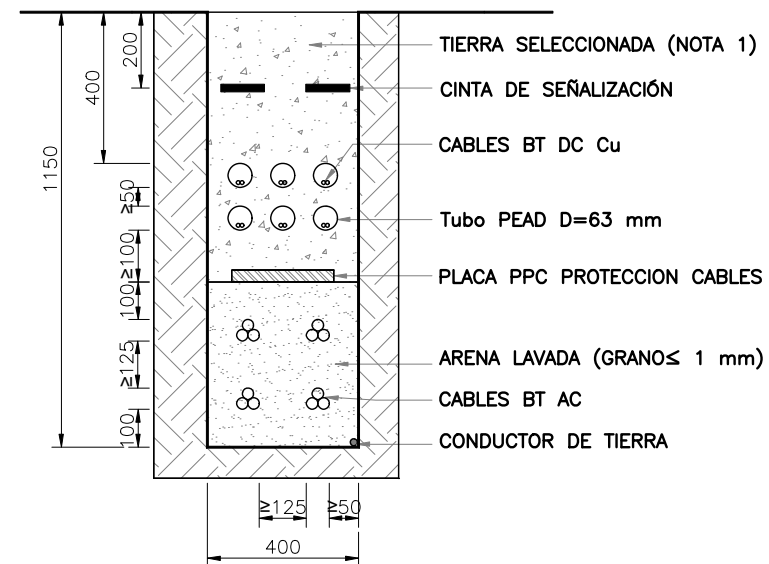 TIERRA SELECCIONADA (NOTA 1)
CINTA DE SEÑALIZACIÓN
CABLES BT DC Cu
Tubo PEAD D=63 mm
PLACA PPC PROTECCION CABLES
ARENA LAVADA (GRANO≤ 1 mm)
CABLES BT AC
CONDUCTOR DE TIERRA
200
400
1150
≥50
≥100
100
≥125
100
≥125
≥50
400